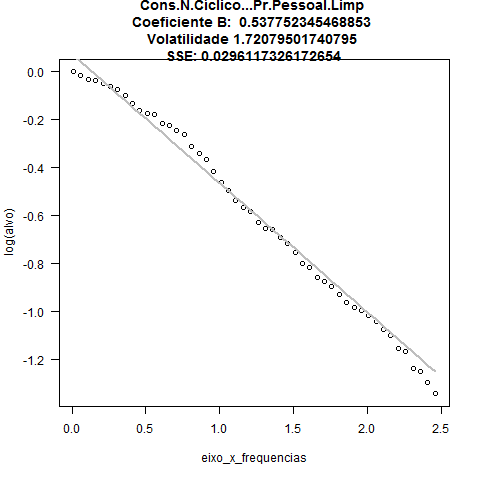 Cons.N.Ciclico...Pr.Pessoal.Limp
Coeficiente B: 0.537752345468853
Volatilidade 1.72079501740795
SSE: 0.0296117326172654
0.0
-0.2
-0.4
-0.6
-0.8
-1.0
-1.2
log(alvo)
0.0 0.5 1.0 1.5 2.0 2.5
eixo_x_frequencias